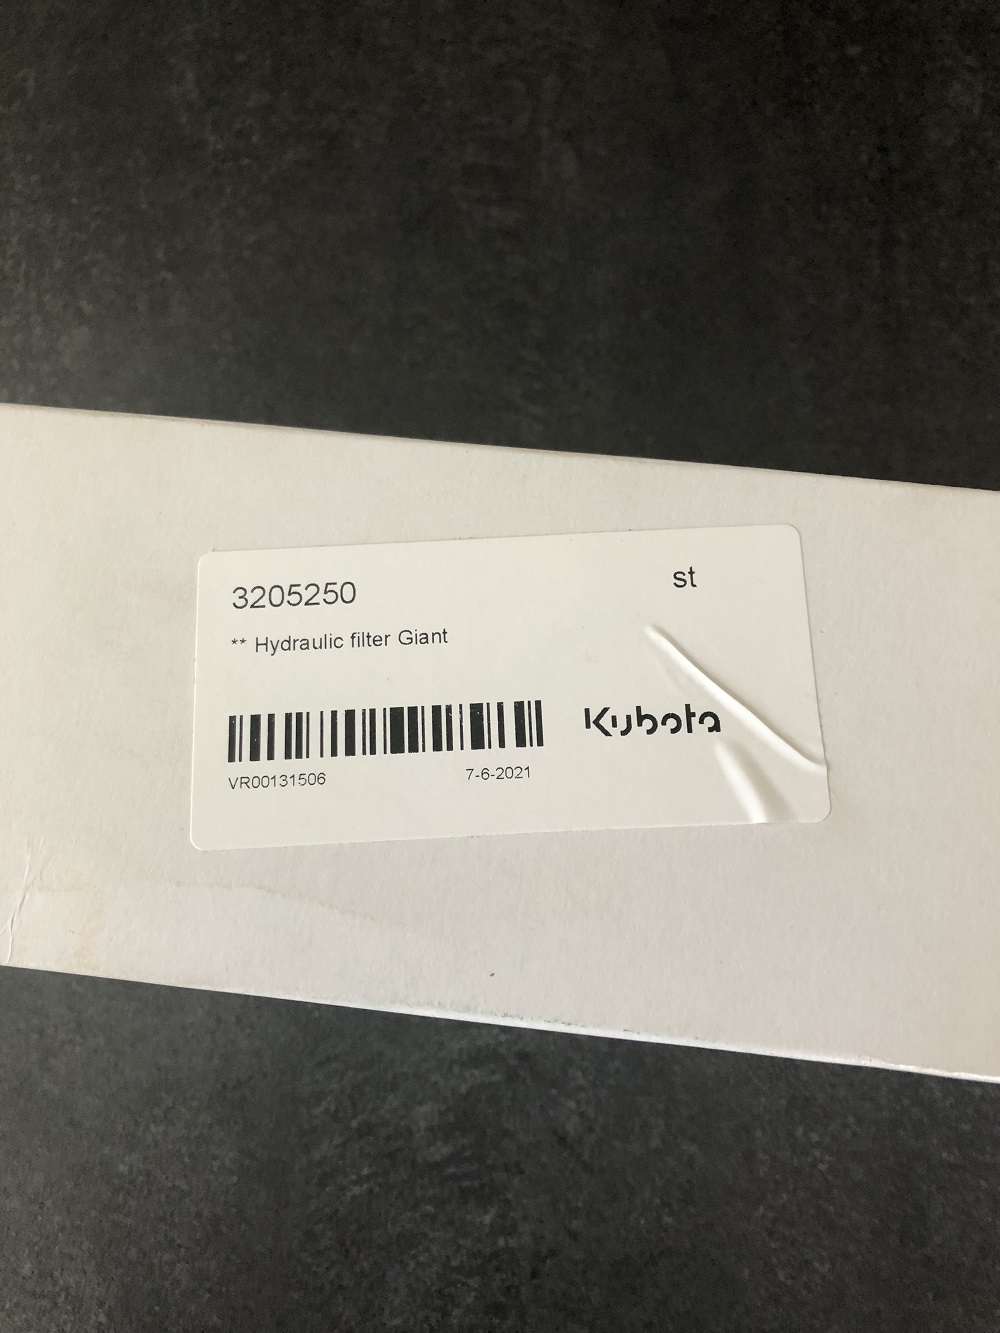 3205250 st
** Hydraulic filter Giant
Kubota
VR00131506 7-6-2021